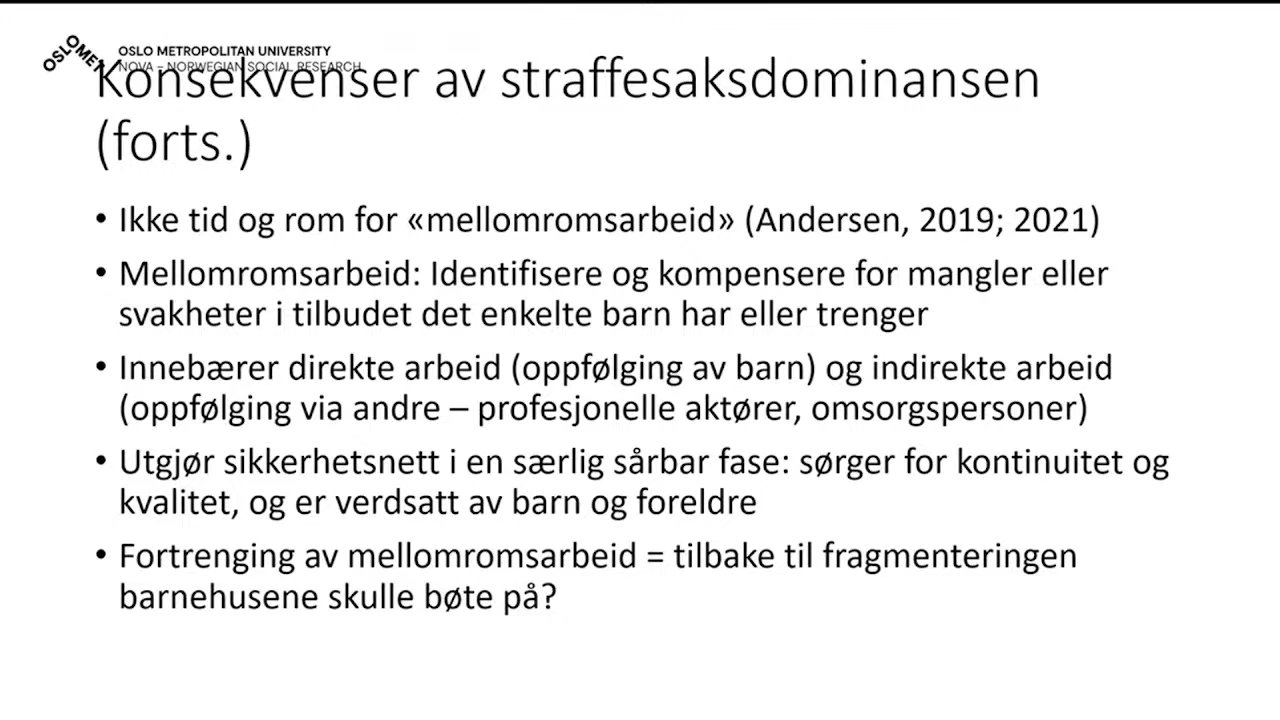 OSLOMET
OSLO METROPOLITAN UNIVERSITY
NOVA – NORWEGIAN SOCIAL RESEARCH
Konsekvenser av straffesaksdominansen
(forts.)
• Ikke tid og rom for «mellomromsarbeid» (Andersen, 2019; 2021)
• Mellomromsarbeid: Identifisere og kompensere for mangler eller
svakheter i tilbudet det enkelte barn har eller trenger
• Innebærer direkte arbeid (oppfølging av barn) og indirekte arbeid
(oppfølging via andre – profesjonelle aktører, omsorgspersoner)
• Utgjør sikkerhetsnett i en særlig sårbar fase: sørger for kontinuitet og
kvalitet, og er verdsatt av barn og foreldre
• Fortrenging av mellomromsarbeid = tilbake til fragmenteringen
barnehusene skulle bøte på?